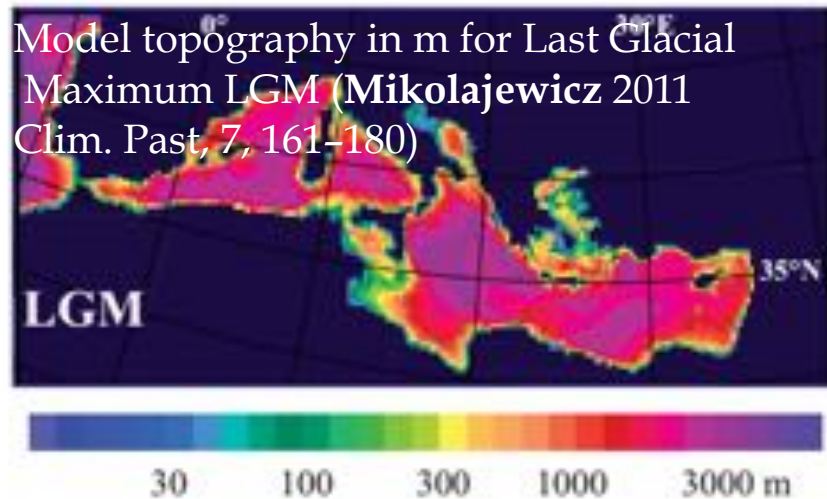 Model topography in m for Last Glacial
Maximum LGM (Mikolajewicz 2011
Clim. Past, 7, 161–180)
0°
35°N
LGM
30 100 300 1000 3000 m